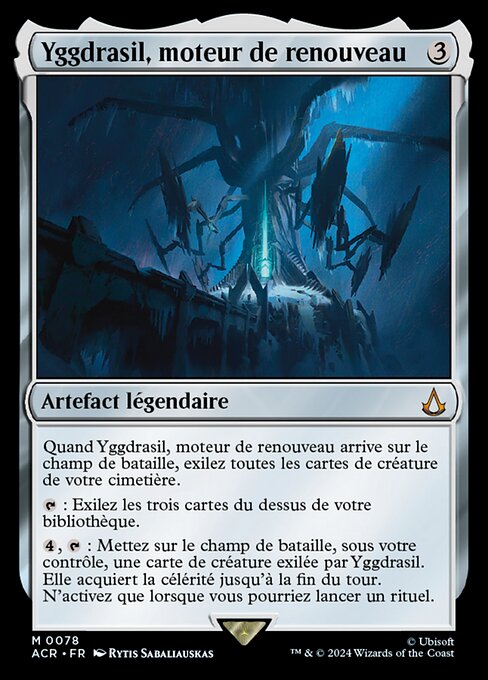 Yggdrasil, moteur de renouveau 3
Artefact légendaire
Quand Yggdrasil, moteur de renouveau arrive sur le
champ de bataille, exilez toutes les cartes de créature
de votre cimetière.
: Exilez les trois cartes du dessus de votre
bibliothèque.
4, : Mettez sur le champ de bataille, sous votre
contrôle, une carte de créature exilée par Yggdrasil.
Elle acquiert la célérité jusqu'à la fin du tour.
N'activez que lorsque vous pourriez lancer un rituel.
M 0078
ACR • FR Rytis Sabaliauskas
© Ubisoft
™ & © 2024 Wizards of the Coast